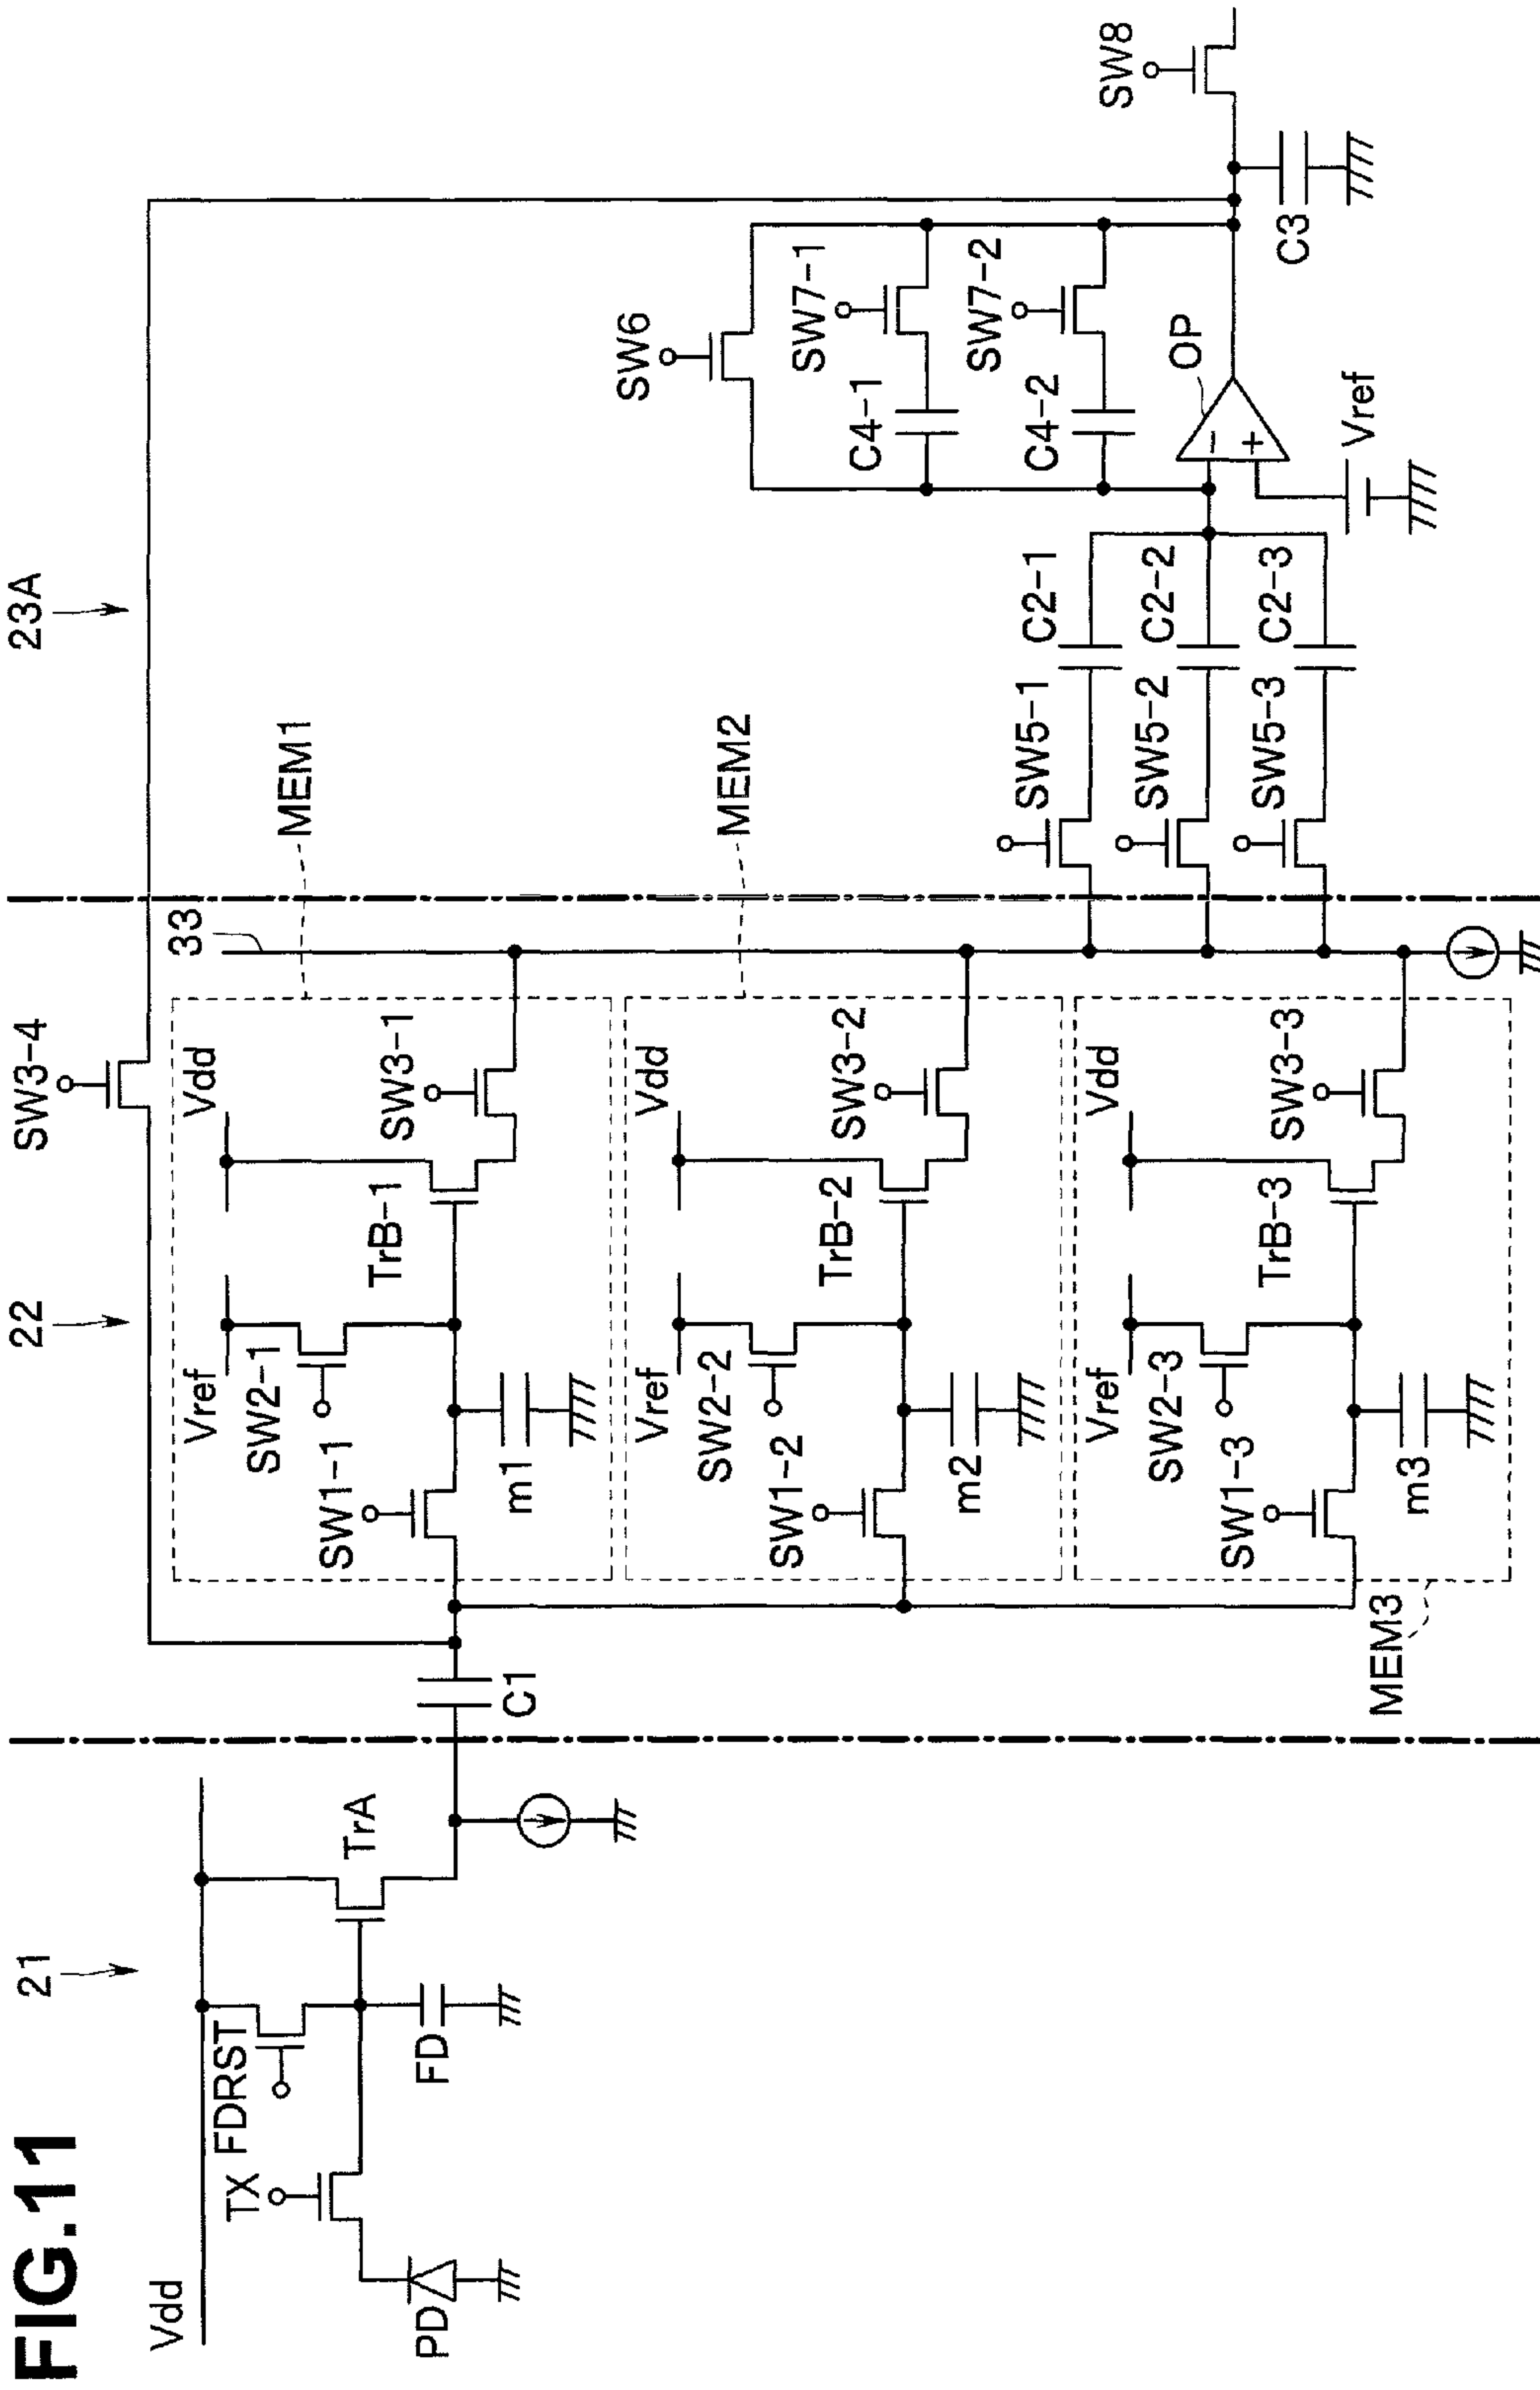 FIG.11
21
22
23A
Vdd
FDRST
TX
PD
FD
TrA
C1
SW3-4
33
MEM1
Vref
Vdd
SW2-1
TrB-1
SW1-1
SW3-1
m1
MEM2
Vref
Vdd
SW2-2
TrB-2
SW1-2
SW3-2
m2
Vref
Vdd
SW2-3
TrB-3
SW1-3
SW3-3
m3
MEM3
SW5-1
C2-1
SW5-2
C2-2
SW5-3
C2-3
SW6
SW7-1
C4-1
SW7-2
C4-2
OP
-
+
Vref
C3
SW8